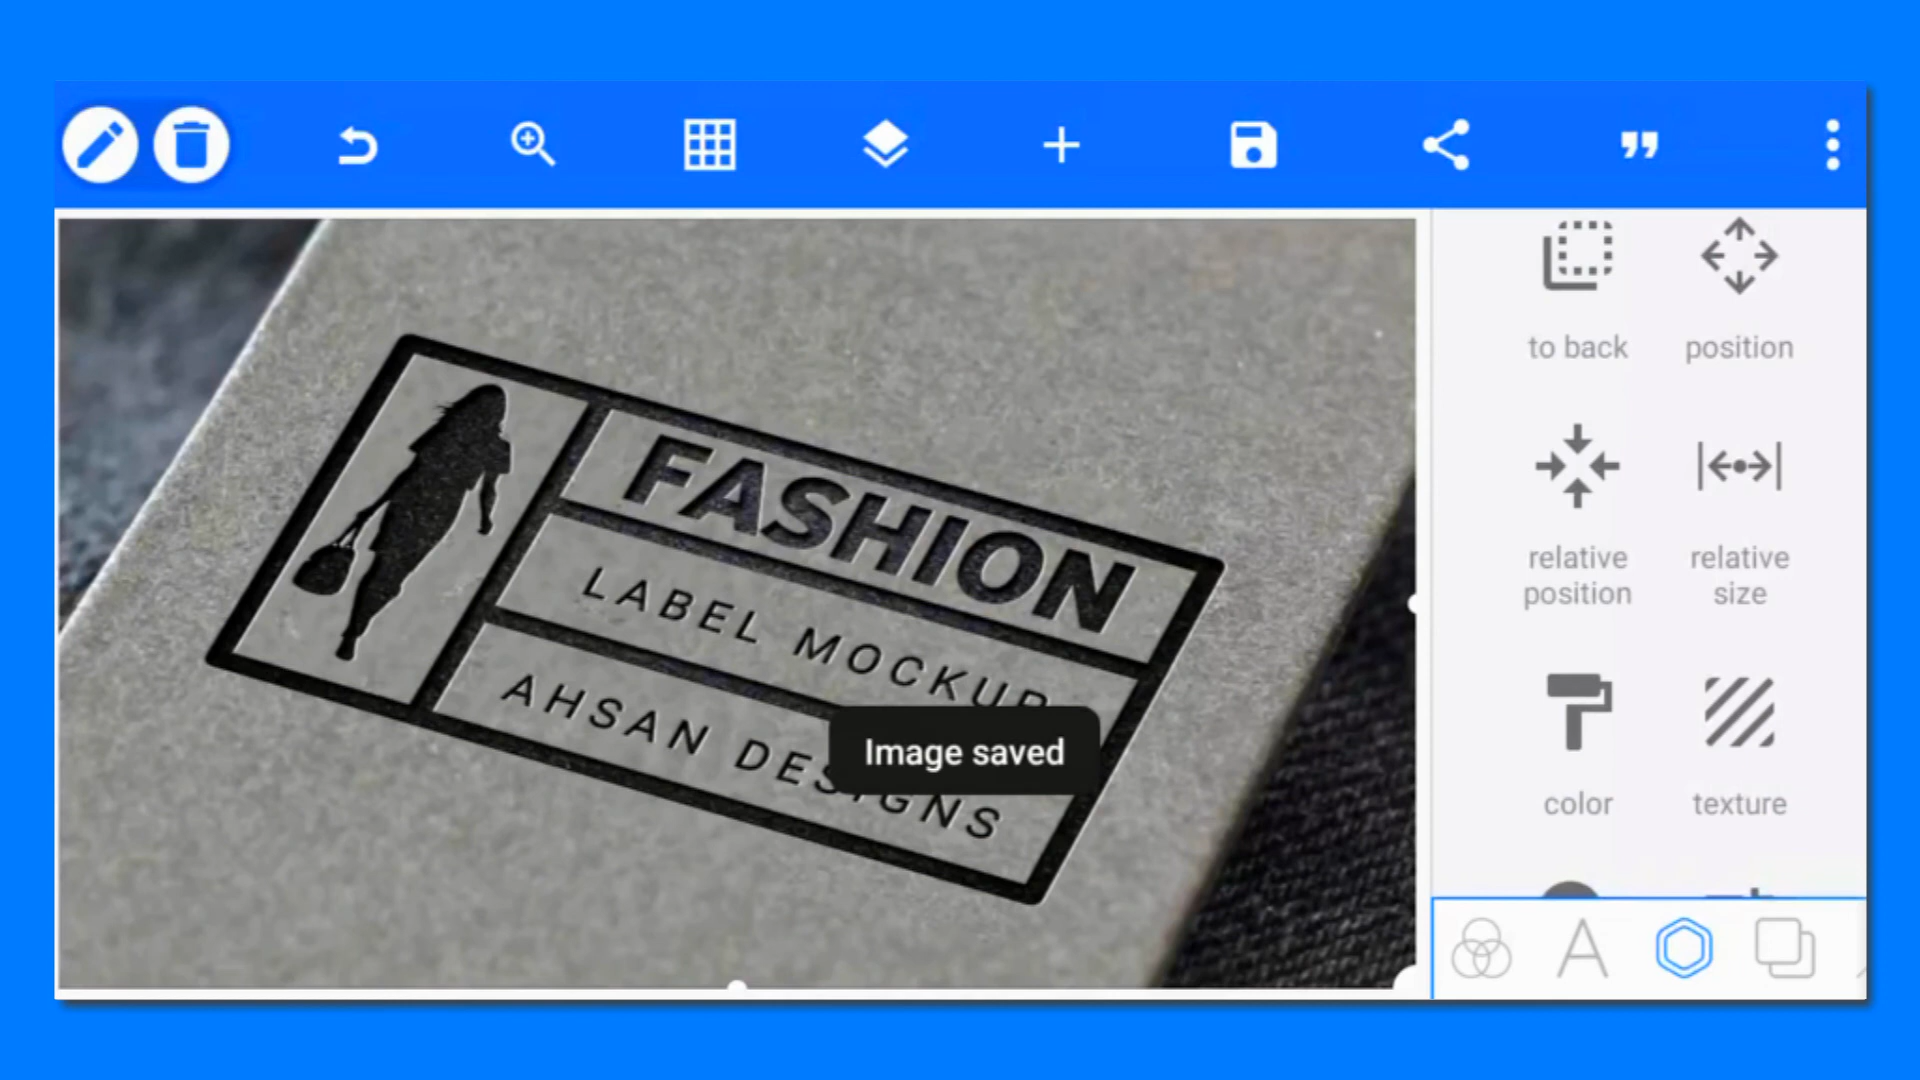 to back
position
FASHION
LABEL MOCKUP
AHSAN DESIGNS
Image saved
relative
position
relative
size
color
texture